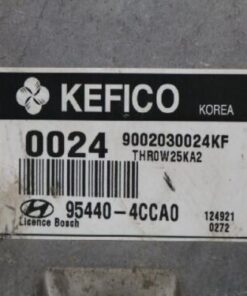 KEFICO KOREA
0024 9002030024KF
THR0W25KA2
95440-4CCA0 124921
Licence Bosch 0272